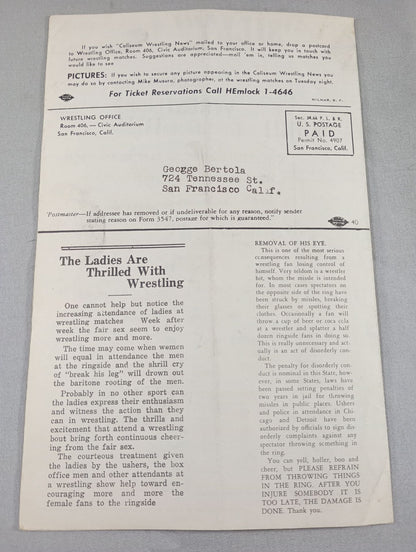 If you wish "Coliseum Wrestling News" mailed to your office or home, drop a postcard
to Wrestling Office, Room 406, Civic Auditorium, San Francisco. It will keep you in touch with
future wrestling matches. Suggestions are appreciated—mail 'em in, telling us matches you
would like to see
PICTURES: If you wish to secure any picture appearing in the Coliseum Wrestling News you
may do so by contacting Mike Musura, photographer, at the wrestling matches on Tuesday night.
For Ticket Reservations Call HEmlock 1-4646
WRESTLING OFFICE
Room 406, — Civic Auditorium
San Francisco, Calif.
Sec. 34.66 P. L. & R.
U. S. POSTAGE
PAID
Permit No. 4907
San Francisco, Calif.
Geogge Bertola
724 Tennessee St.
San Francisco Calif.
Postmaster—If addressee has removed or if undeliverable for any reason, notify sender
stating reason on Form 3547, postage for which is guaranteed."
40
The Ladies Are
Thrilled With
Wrestling
One cannot help but notice the
increasing attendance of ladies at
wrestling matches Week after
week the fair sex seem to enjoy
wrestling more and more.
The time may come when women
will equal in attendance the men
at the ringside and the shrill cry
of "break his leg" will drown out
the baritone rooting of the men.
Probably in no other sport can
the ladies express their enthusiasm
and witness the action than they
can in wrestling. The thrills and
excitement that attend a wrestling
bout bring forth continuous cheer-
ing from the fair sex.
The courteous treatment given
the ladies by the ushers, the box
office men and other attendants at
a wrestling show help toward en-
couraging more and more the
female fans to the ringside
REMOVAL OF HIS EYE.
This is one of the most serious
consequences resulting from a
wrestling fan losing control of
himself. Very seldom is a wrestler
hit, whom the missle is intended
for. In most cases spectators on
the opposite side of the ring have
been struck by missles, breaking
their glasses or spotting their
clothes. Occasionally a fan will
throw a cup of beer or coca cola
at a wrestler and splatter a half
dozen ringside fans in doing so.
This is really unnecessary and actu-
ally is an act of disorderly con-
duct.
The penalty for disorderly con-
duct is nominal in this State, how-
ever, in some States, laws have
been passed setting penalties of
two years in jail for throwing
missles in public places. Ushers
and police in attendance in Chi-
cago and Detroit have been
authorized by officials to sign dis-
orderly complaints against any
spectator throwing something in
the ring.
You can yell, holler, boo and
cheer, but PLEASE REFRAIN
FROM THROWING THINGS
IN THE RING. AFTER YOU
INJURE SOMEBODY IT IS
TOO LATE, THE DAMAGE IS
DONE. Thank you.